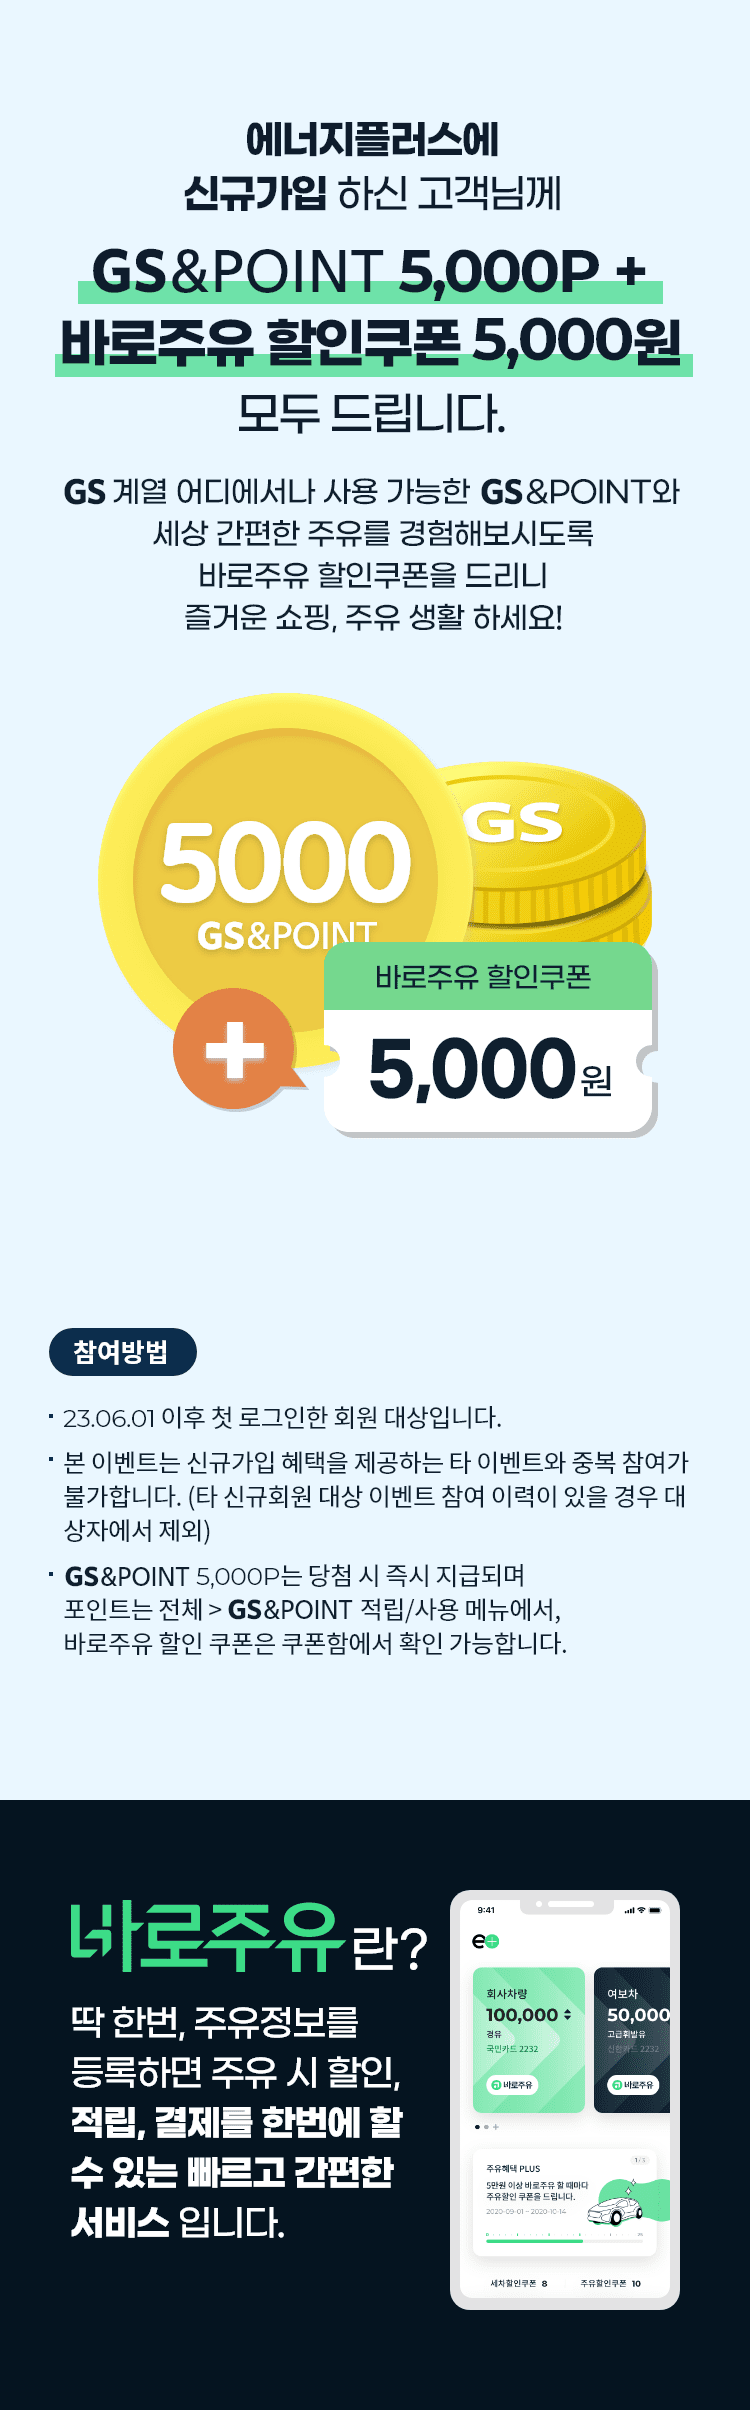 에너지플러스에
신규가입 하신 고객님께
GS&POINT 5,000P +
바로주유 할인쿠폰 5,000원
모두 드립니다.
GS 계열 어디에서나 사용 가능한 GS&POINT와
세상 간편한 주유를 경험해보시도록
바로주유 할인쿠폰을 드리니
즐거운 쇼핑, 주유 생활 하세요!
GS
5000
GS&POINT
+
바로주유 할인쿠폰
5,000원
참여방법
· 23.06.01 이후 첫 로그인한 회원 대상입니다.
· 본 이벤트는 신규가입 혜택을 제공하는 타 이벤트와 중복 참여가
불가합니다. (타 신규회원 대상 이벤트 참여 이력이 있을 경우 대
상자에서 제외)
· GS&POINT 5,000P는 당첨 시 즉시 지급되며
포인트는 전체 > GS&POINT 적립/사용 메뉴에서,
바로주유 할인 쿠폰은 쿠폰함에서 확인 가능합니다.
바로주유란?
딱 한번, 주유정보를
등록하면 주유 시 할인,
적립, 결제를 한번에 할
수 있는 빠르고 간편한
서비스 입니다.
9:41
e+
회사차량
100,000
경유
국민카드 2232
바로주유
여보차
50,000
고급휘발유
신한카드 2232
바로주유
주유혜택 PLUS
5만원 이상 바로주유 할 때마다
주유할인 쿠폰을 드립니다.
2020-09-01 ~ 2020-10-14
세차할인쿠폰 8
주유할인쿠폰 10